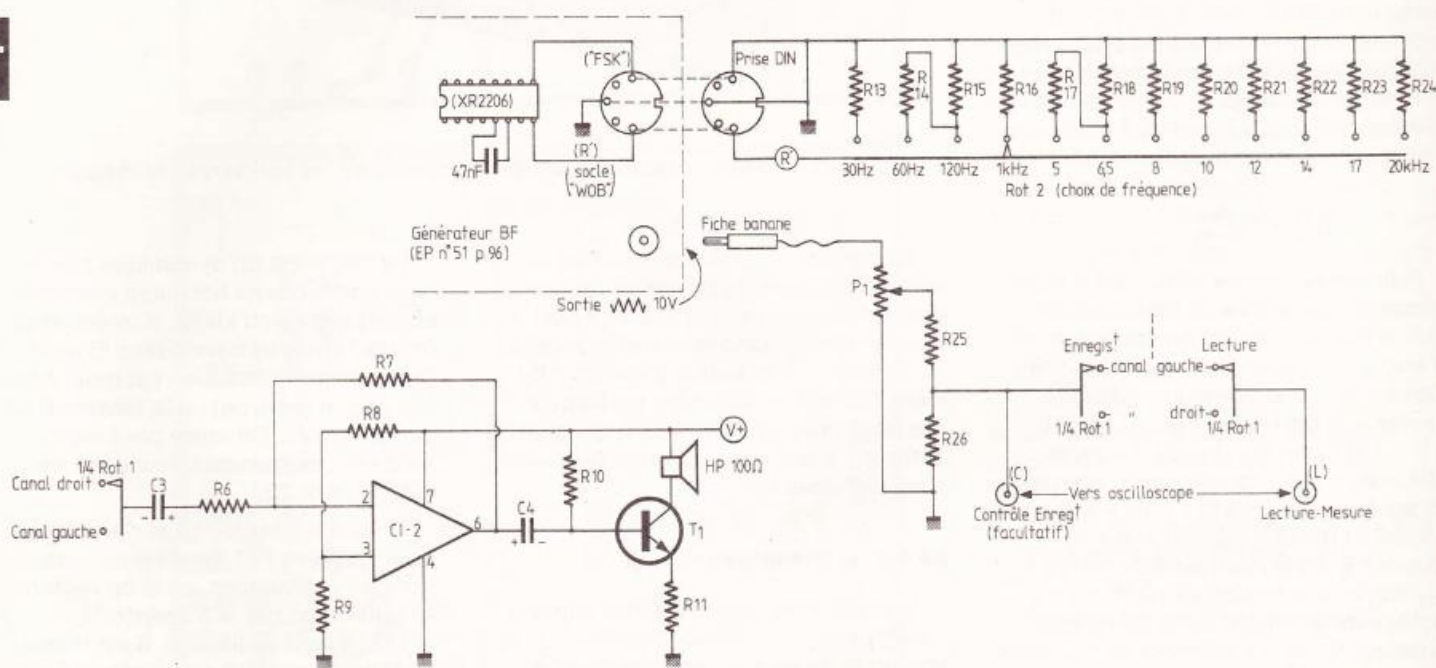 ("FSK")
Prise DIN
(XR2206)
47nF
(R')
(socle
"WOB")
R'
R13
R
14
R15
R16
R
17
R18
R19
R20
R21
R22
R23
R24
30Hz 60Hz 120Hz 1kHz 5 6,5 8 10 12 14 17 20kHz
Rot. 2 (choix de fréquence)
Générateur BF
(EP n°51 p.96)
Fiche banane
Sortie 10V
P1
R25
R26
Enregist Lecture
canal gauche
" droit
1/4 Rot.1 1/4 Rot.1
(C) Vers oscilloscope (L)
Contrôle Enregt
(facultatif)
Lecture-Mesure
R7
R8
V+
HP 100Ω
R10
1/4 Rot. 1
Canal droit
Canal gauche
C3
- +
R6
2
7
CI-2
6
3
4
C4
+ -
T1
R9
R11